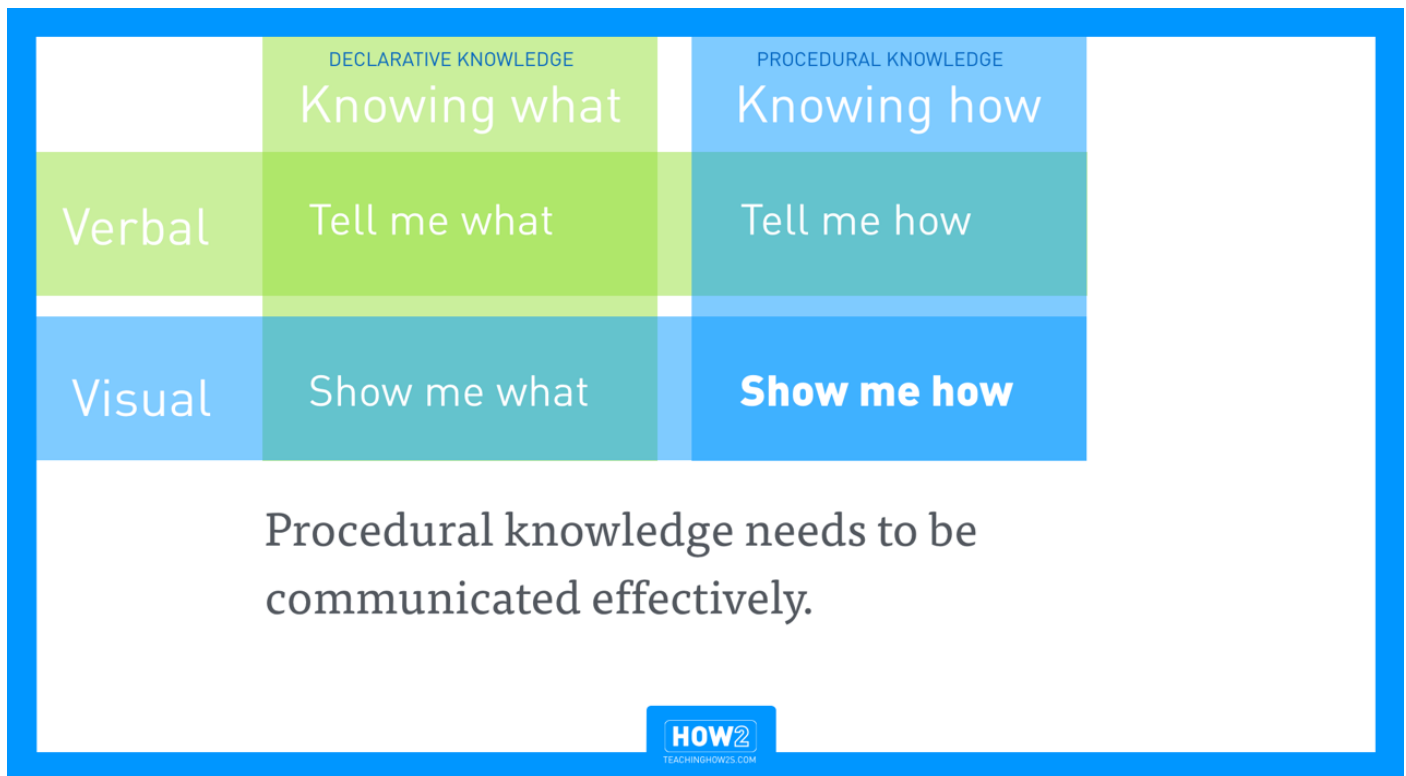 DECLARATIVE KNOWLEDGE
Knowing what
PROCEDURAL KNOWLEDGE
Knowing how
Verbal
Tell me what
Tell me how
Visual
Show me what
Show me how
Procedural knowledge needs to be
communicated effectively.
HOW2
TEACHINGHOW2S.COM